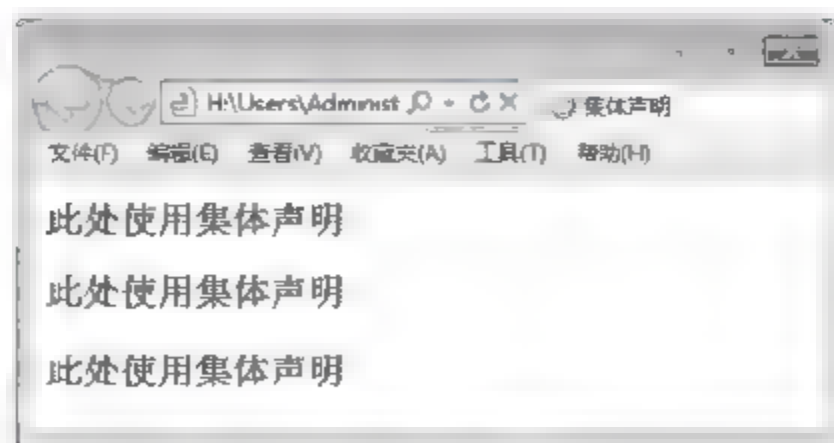 H:\Users\Administ
集体声明
文件(F) 编辑(E) 查看(V) 收藏夹(A) 工具(T) 帮助(H)
此处使用集体声明
此处使用集体声明
此处使用集体声明